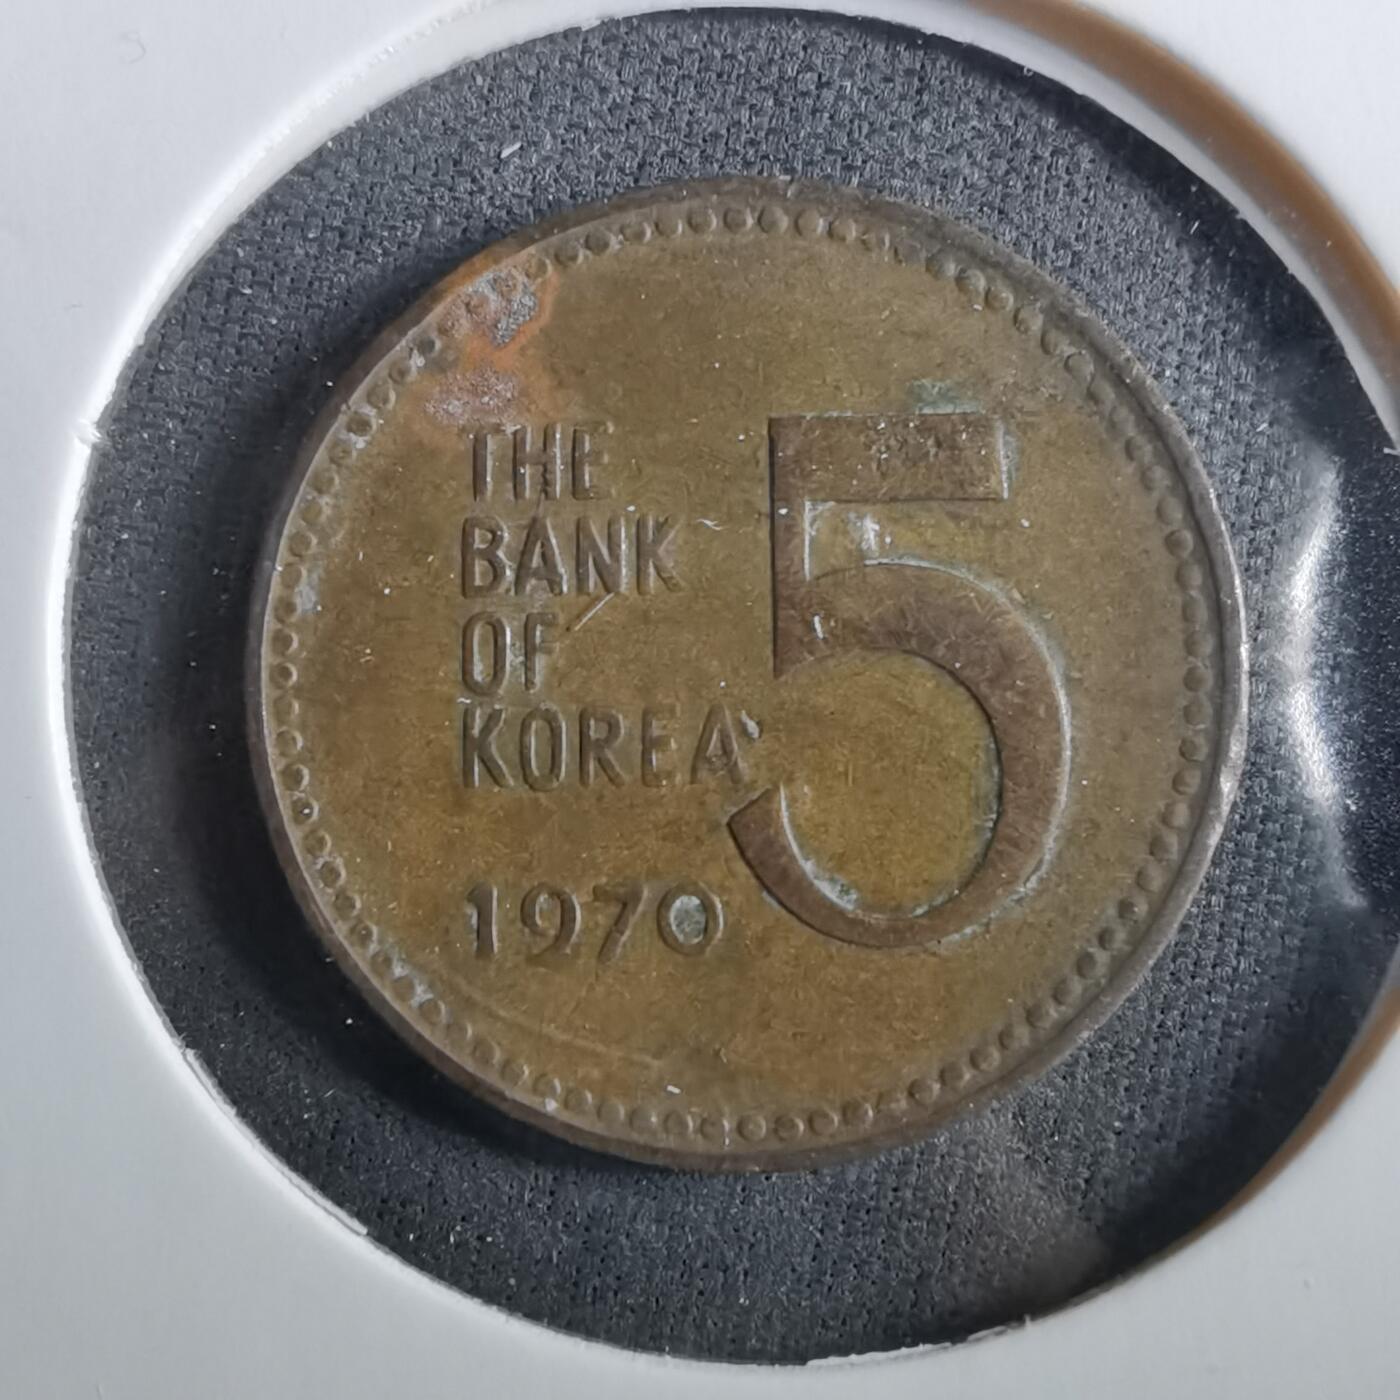 THE
BANK
OF
KOREA
5
1970